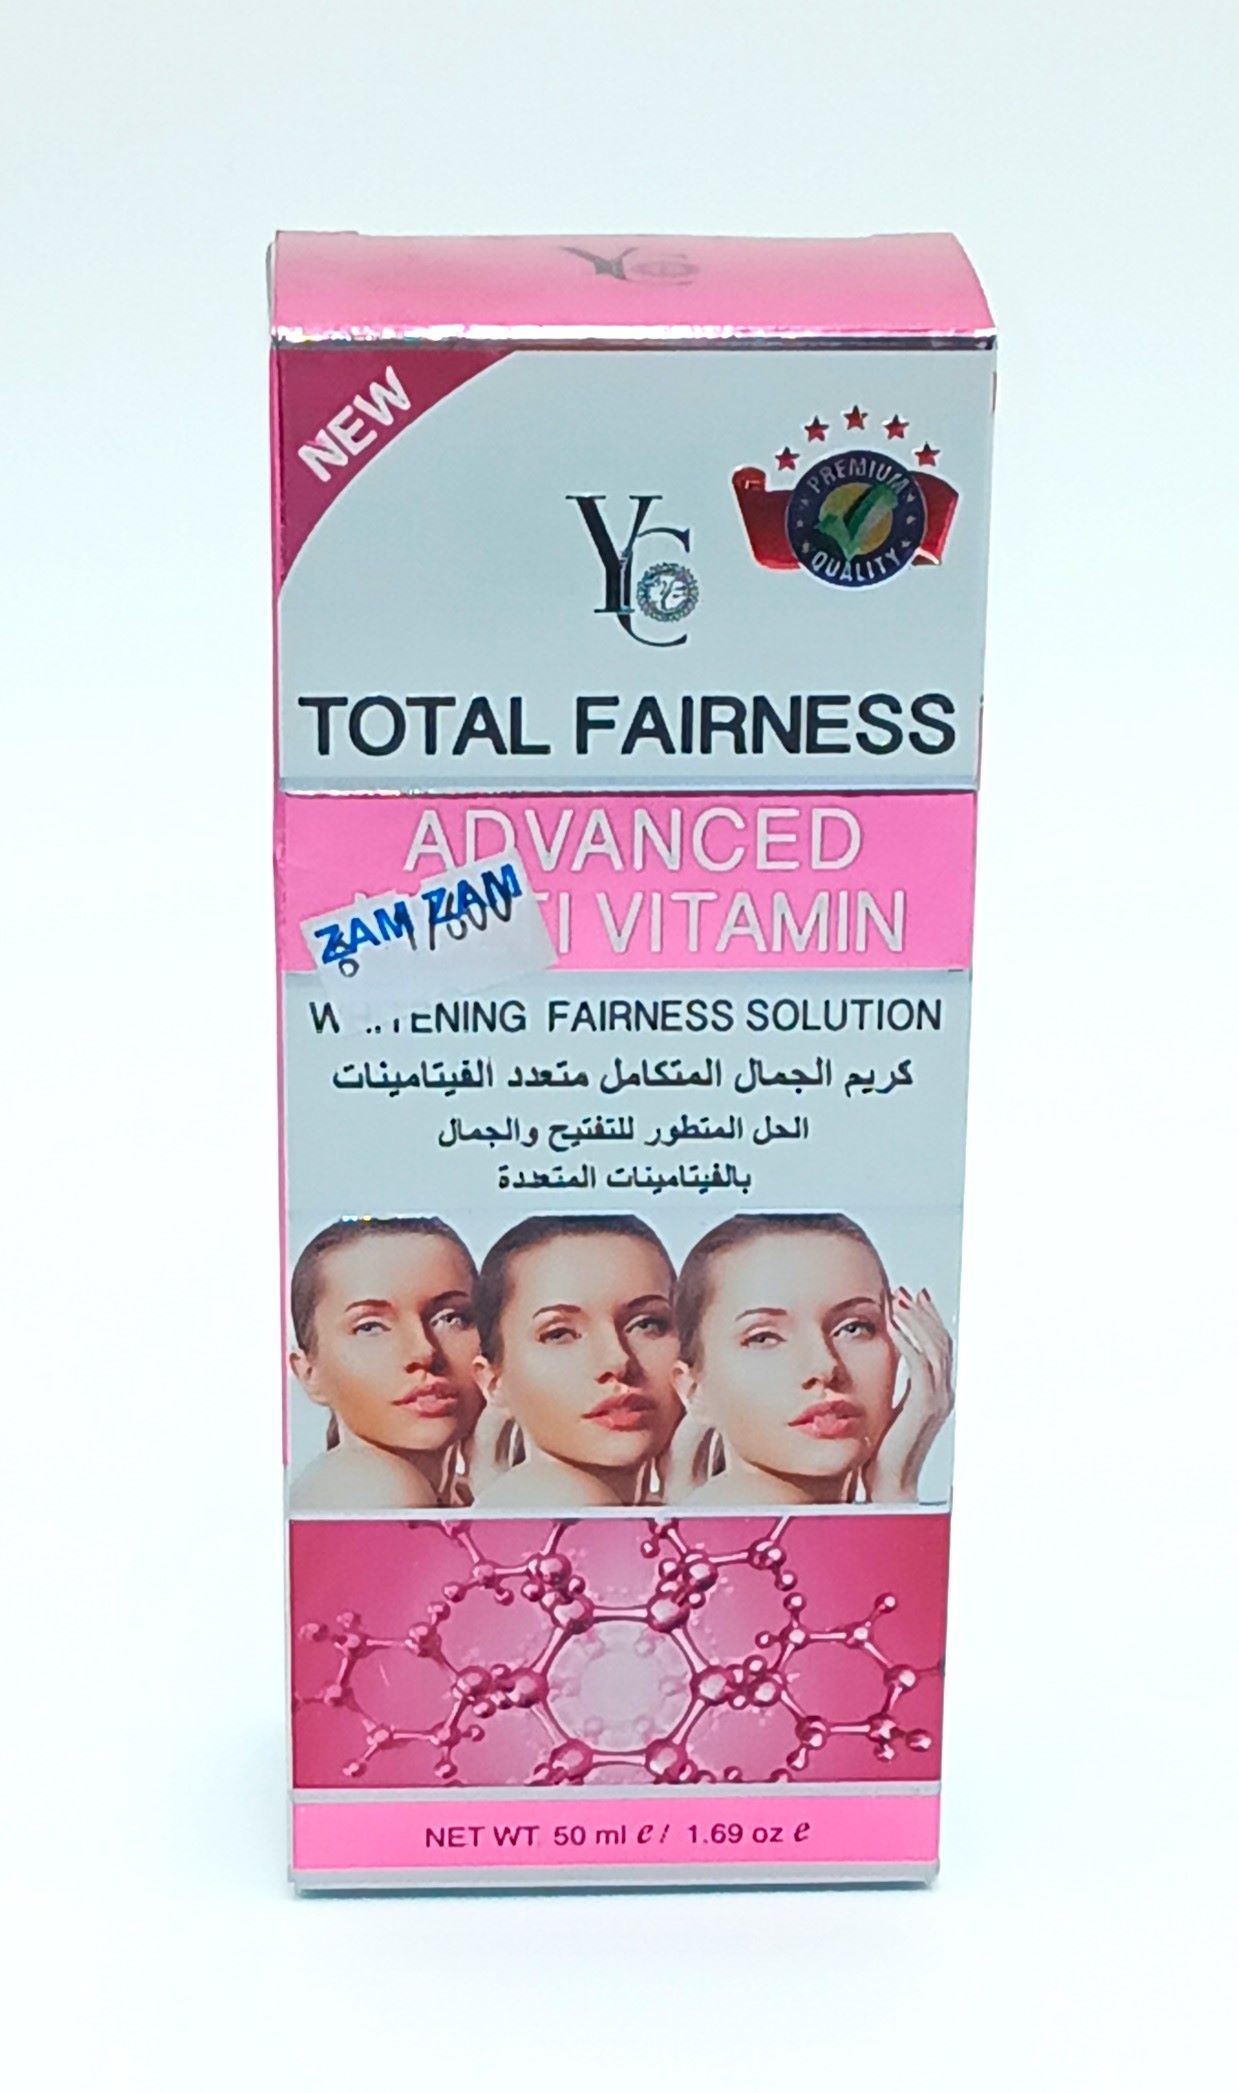 YC
NEW
PREMIUM
QUALITY
YC
TOTAL FAIRNESS
ADVANCED
VITAMIN
ZAM ZAM
FAIRNESS SOLUTION
كريم الجمال المتكامل متعدد الفيتامينات
الحل المتطور للتفتيح والجمال
بالفيتامينات المتعددة
NET WT 50 ml e / 1.69 oz e